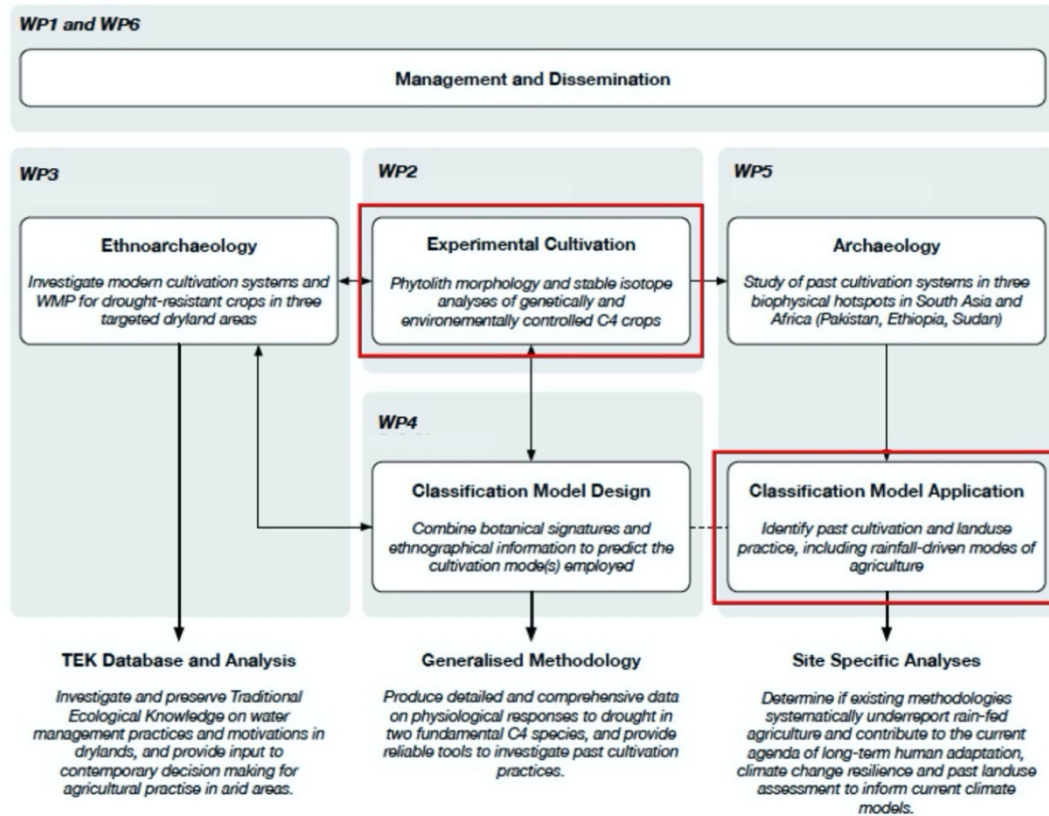 WP1 and WP6
Management and Dissemination
WP3
Ethnoarchaeology
Investigate modern cultivation systems and
WMP for drought-resistant crops in three
targeted dryland areas
WP2
Experimental Cultivation
Phytolith morphology and stable isotope
analyses of genetically and
environementally controlled C4 crops
WP5
Archaeology
Study of past cultivation systems in three
biophysical hotspots in South Asia and
Africa (Pakistan, Ethiopia, Sudan)
WP4
Classification Model Design
Combine botanical signatures and
ethnographical information to predict the
cultivation mode(s) employed
Classification Model Application
Identify past cultivation and landuse
practice, including rainfall-driven modes of
agriculture
TEK Database and Analysis
Investigate and preserve Traditional
Ecological Knowledge on water
management practices and motivations in
drylands, and provide input to
contemporary decision making for
agricultural practise in arid areas.
Generalised Methodology
Produce detailed and comprehensive data
on physiological responses to drought in
two fundamental C4 species, and provide
reliable tools to investigate past cultivation
practices.
Site Specific Analyses
Determine if existing methodologies
systematically underreport rain-fed
agriculture and contribute to the current
agenda of long-term human adaptation,
climate change resilience and past landuse
assessment to inform current climate
models.